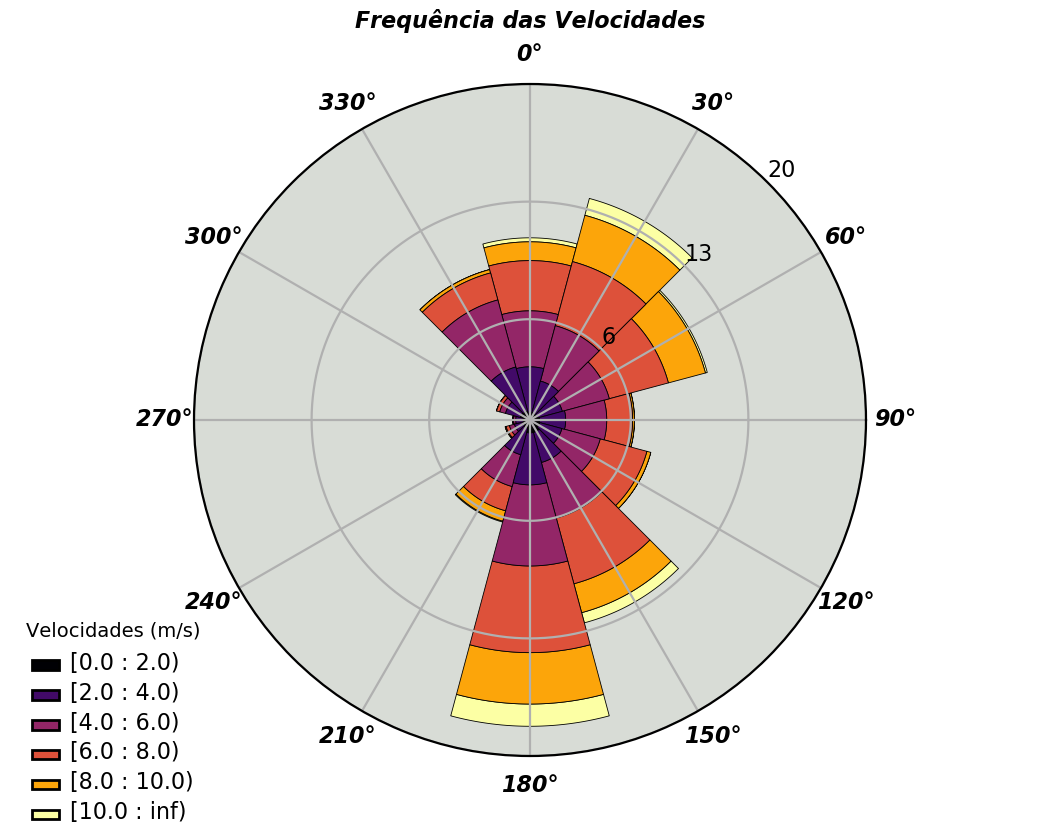 Frequência das Velocidades
0°
330°
30°
20
300°
60°
13
6
270°
90°
240°
120°
210°
150°
180°
Velocidades (m/s)
[0.0 : 2.0)
[2.0 : 4.0)
[4.0 : 6.0)
[6.0 : 8.0)
[8.0 : 10.0)
[10.0 : inf)